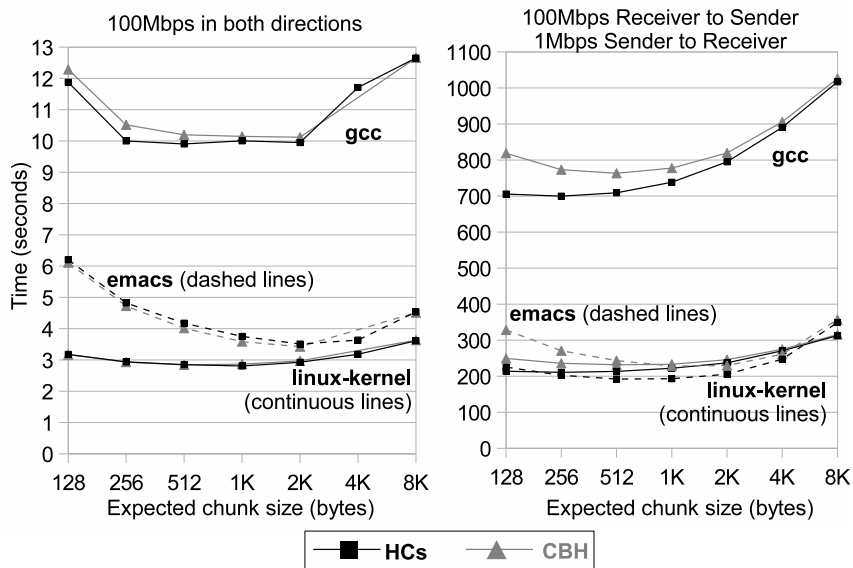 100Mbps in both directions
13
12
11
10
9
8
7
6
5
4
3
2
1
0
Time (seconds)
gcc
emacs (dashed lines)
linux-kernel
(continuous lines)
128 256 512 1K 2K 4K 8K
Expected chunk size (bytes)
100Mbps Receiver to Sender
1Mbps Sender to Receiver
1100
1000
900
800
700
600
500
400
300
200
100
0
gcc
emacs (dashed lines)
linux-kernel
(continuous lines)
128 256 512 1K 2K 4K 8K
Expected chunk size (bytes)
HCs CBH